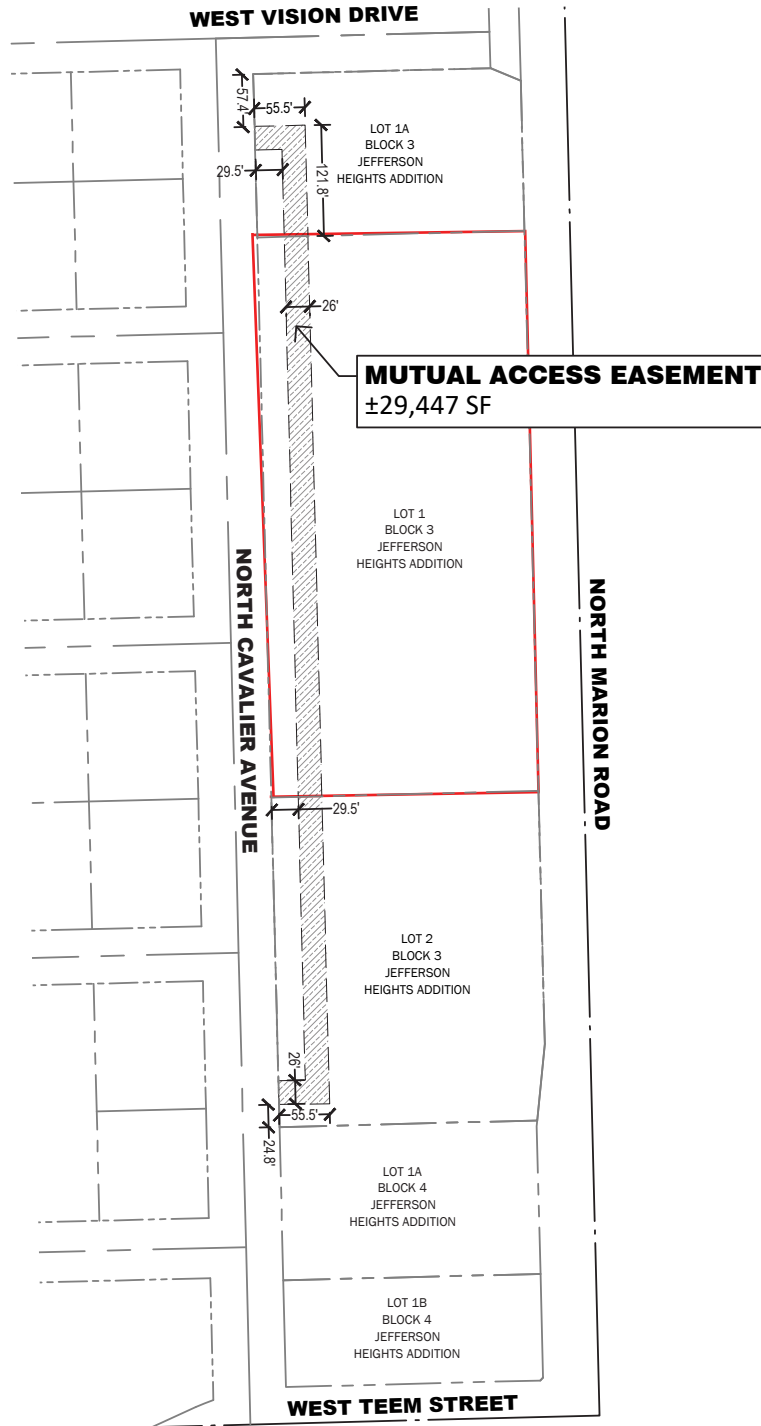 WEST VISION DRIVE
57.4'
55.5'
LOT 1A
BLOCK 3
JEFFERSON
HEIGHTS ADDITION
29.5'
121.8'
26'
MUTUAL ACCESS EASEMENT
±29,447 SF
LOT 1
BLOCK 3
JEFFERSON
HEIGHTS ADDITION
NORTH CAVALIER AVENUE
NORTH MARION ROAD
29.5'
LOT 2
BLOCK 3
JEFFERSON
HEIGHTS ADDITION
26'
55.5'
24.8'
LOT 1A
BLOCK 4
JEFFERSON
HEIGHTS ADDITION
LOT 1B
BLOCK 4
JEFFERSON
HEIGHTS ADDITION
WEST TEEM STREET